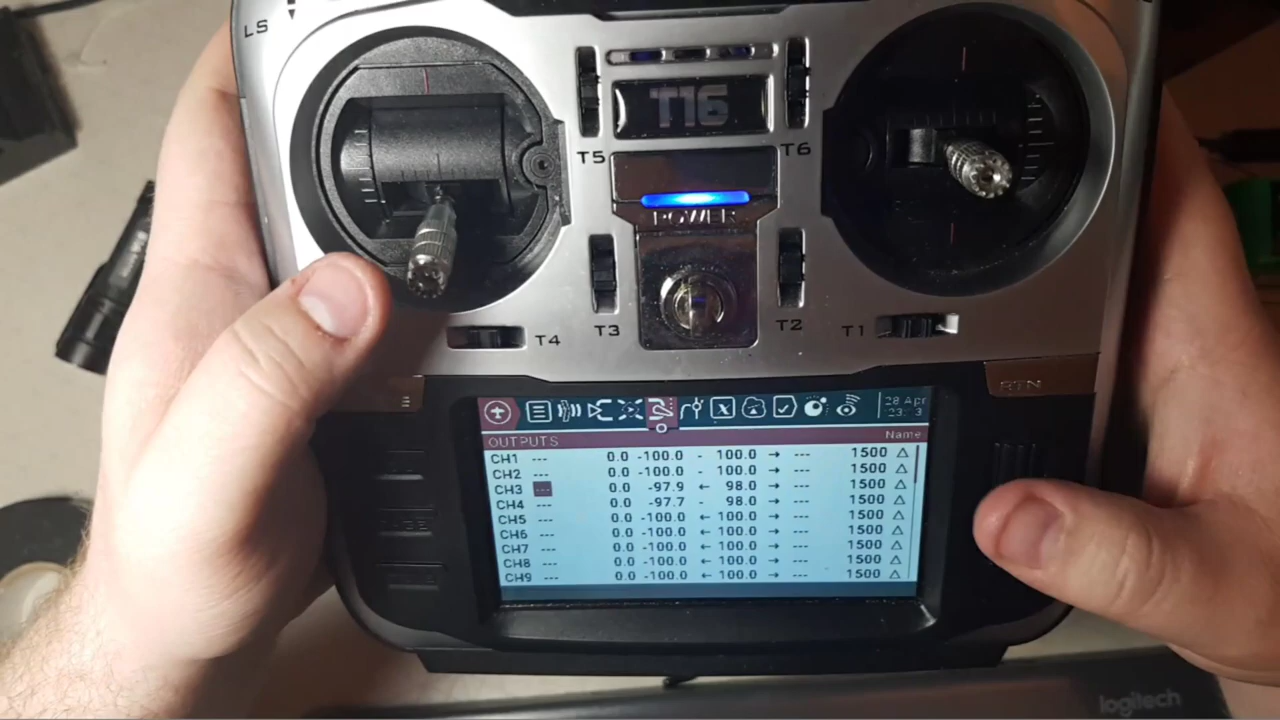 LS
T16
T5
T6
POWER
T3
T2
T4
T1
RTN
28 Apr
OUTPUTS
Name
CH1 --- 0.0 -100.0 - 100.0 → --- 1500 △
CH2 --- 0.0 -100.0 - 100.0 → --- 1500 △
CH3 --- 0.0 -97.9 ← 98.0 → --- 1500 △
CH4 --- 0.0 -97.7 - 98.0 → --- 1500 △
CH5 --- 0.0 -100.0 ← 100.0 → --- 1500 △
CH6 --- 0.0 -100.0 ← 100.0 → --- 1500 △
CH7 --- 0.0 -100.0 ← 100.0 → --- 1500 △
CH8 --- 0.0 -100.0 ← 100.0 → --- 1500 △
CH9 --- 0.0 -100.0 ← 100.0 → --- 1500 △
logitech